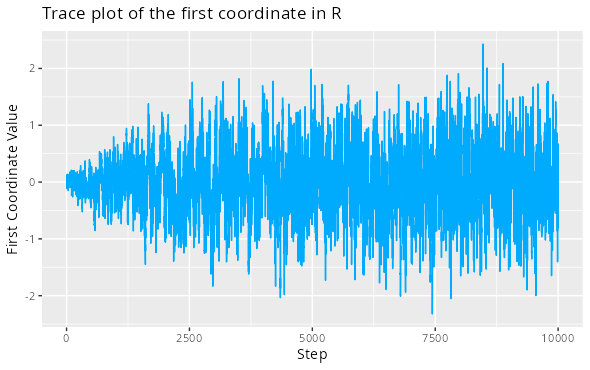 Trace plot of the first coordinate in R
2
1
0
-1
-2
First Coordinate Value
0 2500 5000 7500 10000
Step